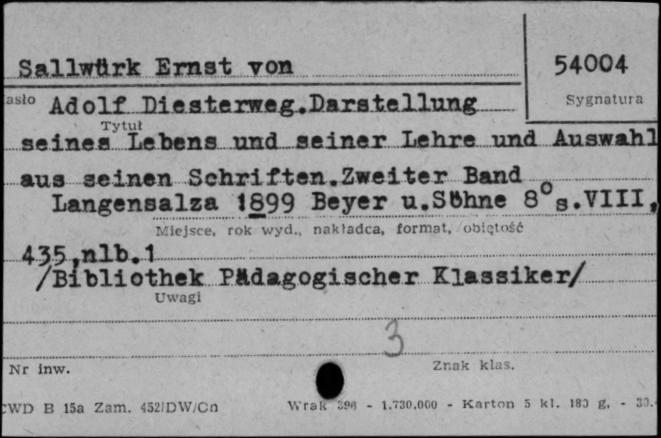 Sallwürk Ernst von
54004
asło
Sygnatura
Adolf Diesterweg.Darstellung
Tytuł
seines Lebens und seiner Lehre und Auswahl
aus seinen Schriften.Zweiter Band
Langensalza 1899 Beyer u.Söhne 8° s.VIII,
Miejsce, rok wyd., nakładca, format, objętość
435,nlb.1
/Bibliothek Pädagogischer Klassiker/
Uwagi
3
Nr inw.
Znak klas.
CWD B 15a Zam. 452/DW/Cn
Wrak 396 - 1.730.000 - Karton 5 kl. 180 g. -